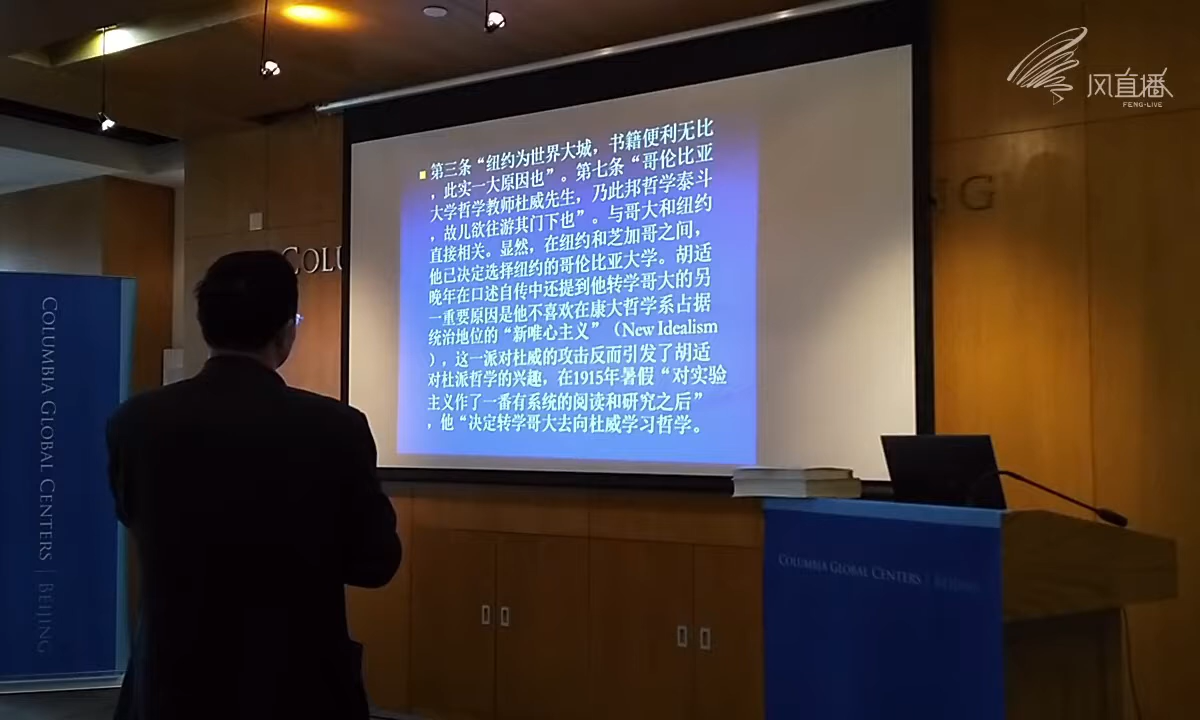 风直播
FENG-LIVE
第三条“纽约为世界大城，书籍便利无比
，此实一大原因也”。第七条“哥伦比亚
大学哲学教师杜威先生，乃此邦哲学泰斗
，故儿欲往游其门下也”。与哥大和纽约
直接相关。显然，在纽约和芝加哥之间，
他已决定选择纽约的哥伦比亚大学。胡适
晚年在口述自传中还提到他转学哥大的另
一重要原因是他不喜欢在康大哲学系占据
统治地位的“新唯心主义”（New Idealism
），这一派对杜威的攻击反而引发了胡适
对杜派哲学的兴趣，在1915年暑假“对实验
主义作了一番有系统的阅读和研究之后”
，他“决定转学哥大去向杜威学习哲学。
COLU
NG
COLUMBIA GLOBAL CENTERS | BEIJING
COLUMBIA GLOBAL CENTERS | BEIJING